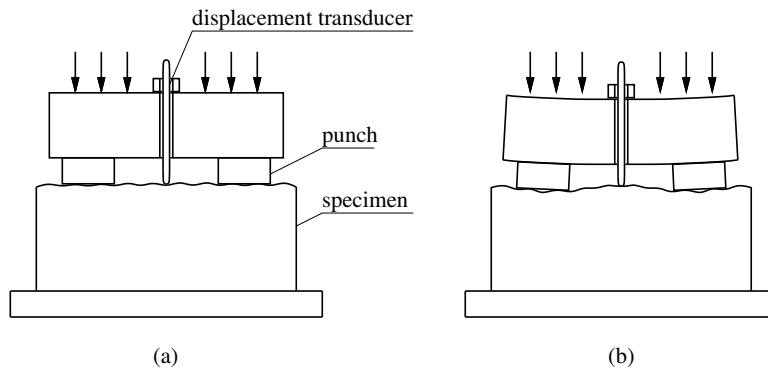 displacement transducer
punch
specimen
(a)
(b)